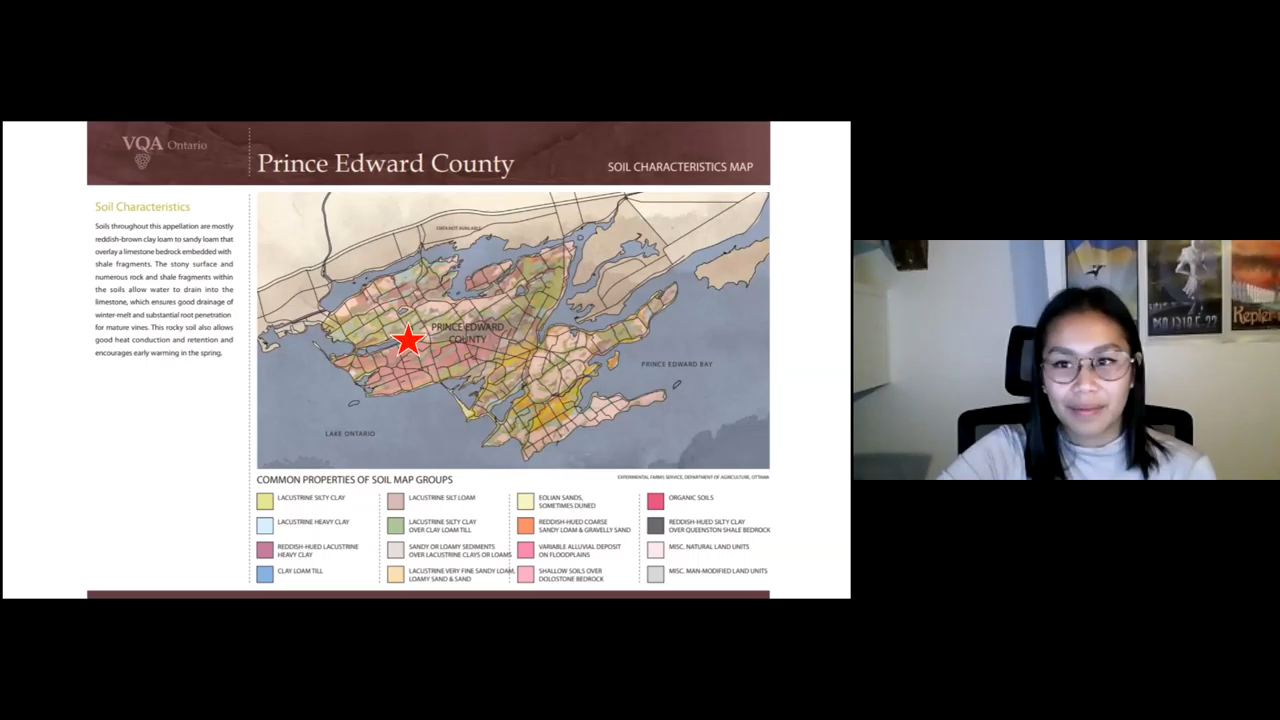 VQA Ontario
Prince Edward County
SOIL CHARACTERISTICS MAP
Soil Characteristics
Soils throughout this appellation are mostly
reddish-brown clay loam to sandy loam that
overlay a limestone bedrock embedded with
shale fragments. The stony surface and
numerous rock and shale fragments within
the soils allow water to drain into the
limestone, which ensures good drainage of
winter-melt and substantial root penetration
for mature vines. This rocky soil also allows
good heat conduction and retention and
encourages early warming in the spring.
DATA NOT AVAILABLE
PRINCE EDWARD
COUNTY
PRINCE EDWARD BAY
LAKE ONTARIO
COMMON PROPERTIES OF SOIL MAP GROUPS
EXPERIMENTAL FARMS SERVICE, DEPARTMENT OF AGRICULTURE, OTTAWA
LACUSTRINE SILTY CLAY
LACUSTRINE HEAVY CLAY
REDDISH-HUED LACUSTRINE
HEAVY CLAY
CLAY LOAM TILL
LACUSTRINE SILT LOAM
LACUSTRINE SILTY CLAY
OVER CLAY LOAM TILL
SANDY OR LOAMY SEDIMENTS
OVER LACUSTRINE CLAYS OR LOAMS
LACUSTRINE VERY FINE SANDY LOAM,
LOAMY SAND & SAND
EOLIAN SANDS,
SOMETIMES DUNED
REDDISH-HUED COARSE
SANDY LOAM & GRAVELLY SAND
VARIABLE ALLUVIAL DEPOSIT
ON FLOODPLAINS
SHALLOW SOILS OVER
DOLOSTONE BEDROCK
ORGANIC SOILS
REDDISH-HUED SILTY CLAY
OVER QUEENSTON SHALE BEDROCK
MISC. NATURAL LAND UNITS
MISC. MAN-MODIFIED LAND UNITS
Kepler